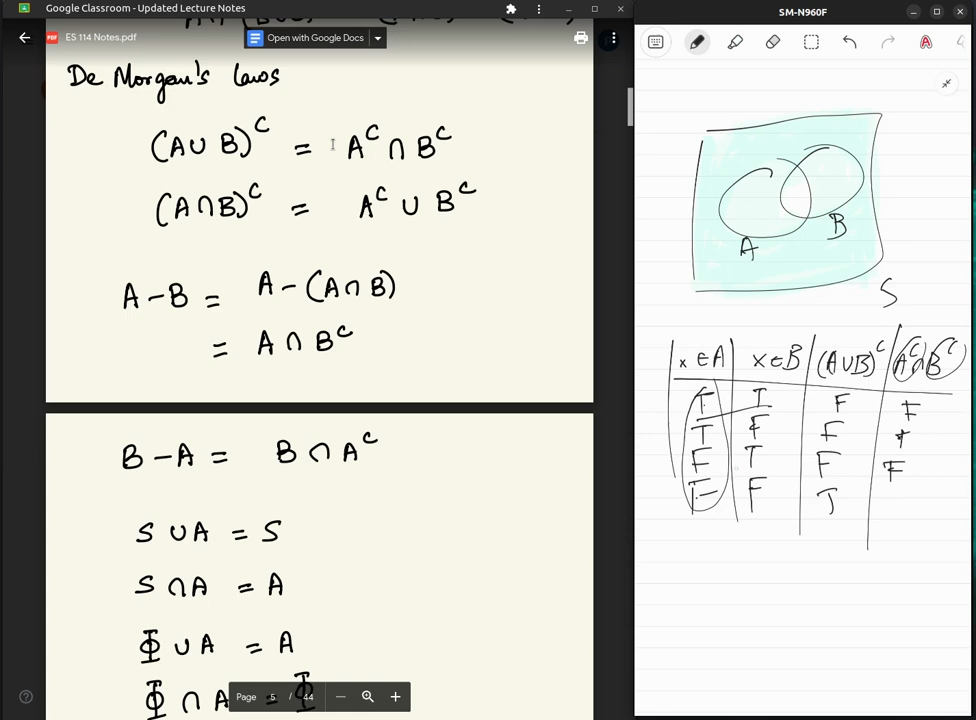 Google Classroom - Updated Lecture Notes
PDF ES 114 Notes.pdf
Open with Google Docs
De Morgan's laws
(A ∪ B)^C = A^C ∩ B^C
(A ∩ B)^C = A^C ∪ B^C
A − B = A − (A ∩ B)
= A ∩ B^C
B − A = B ∩ A^C
S ∪ A = S
S ∩ A = A
Φ ∪ A = A
Φ ∩ A = Φ
Page 5 / 44
SM-N960F
A B
S
x ∈ A x ∈ B (A ∪ B)^C A^C ∩ B^C
T T F F
T F F F
F T F F
F F T